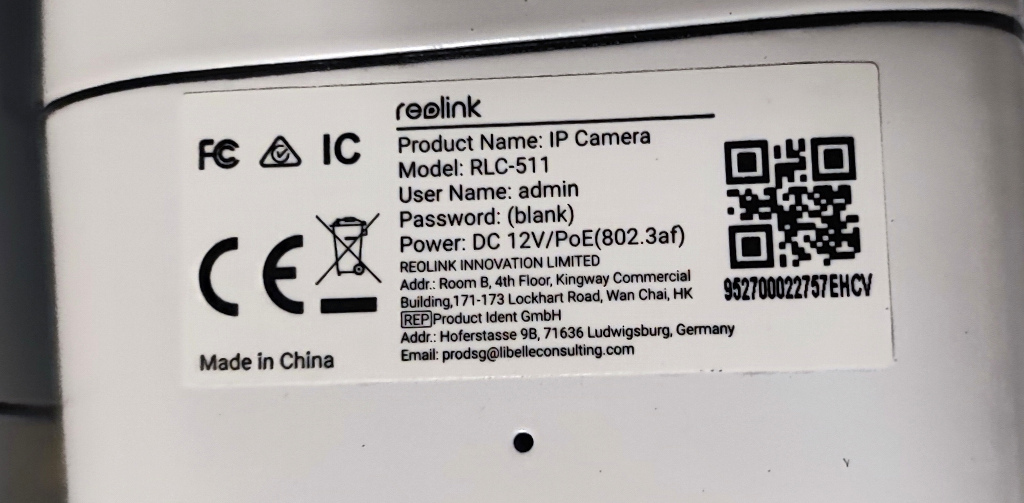 reolink
FC IC
CE
Made in China
Product Name: IP Camera
Model: RLC-511
User Name: admin
Password: (blank)
Power: DC 12V/PoE(802.3af)
REOLINK INNOVATION LIMITED
Addr.: Room B, 4th Floor, Kingway Commercial
Building,171-173 Lockhart Road, Wan Chai, HK
REP Product Ident GmbH
Addr.: Hoferstasse 9B, 71636 Ludwigsburg, Germany
Email: prodsg@libelleconsulting.com
952700022757EHCV